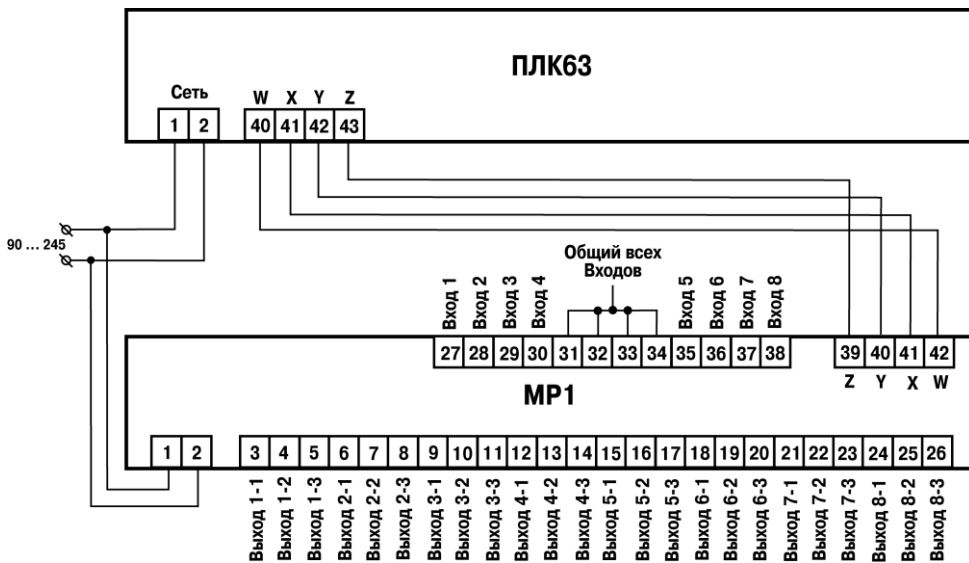 ПЛК63
Сеть
W X Y Z
1 2 40 41 42 43
90 ... 245
Общий всех
Входов
Вход 1
Вход 2
Вход 3
Вход 4
Вход 5
Вход 6
Вход 7
Вход 8
27 28 29 30 31 32 33 34 35 36 37 38 39 40 41 42
Z Y X W
МР1
1 2 3 4 5 6 7 8 9 10 11 12 13 14 15 16 17 18 19 20 21 22 23 24 25 26
Выход 1-1
Выход 1-2
Выход 1-3
Выход 2-1
Выход 2-2
Выход 2-3
Выход 3-1
Выход 3-2
Выход 3-3
Выход 4-1
Выход 4-2
Выход 4-3
Выход 5-1
Выход 5-2
Выход 5-3
Выход 6-1
Выход 6-2
Выход 6-3
Выход 7-1
Выход 7-2
Выход 7-3
Выход 8-1
Выход 8-2
Выход 8-3